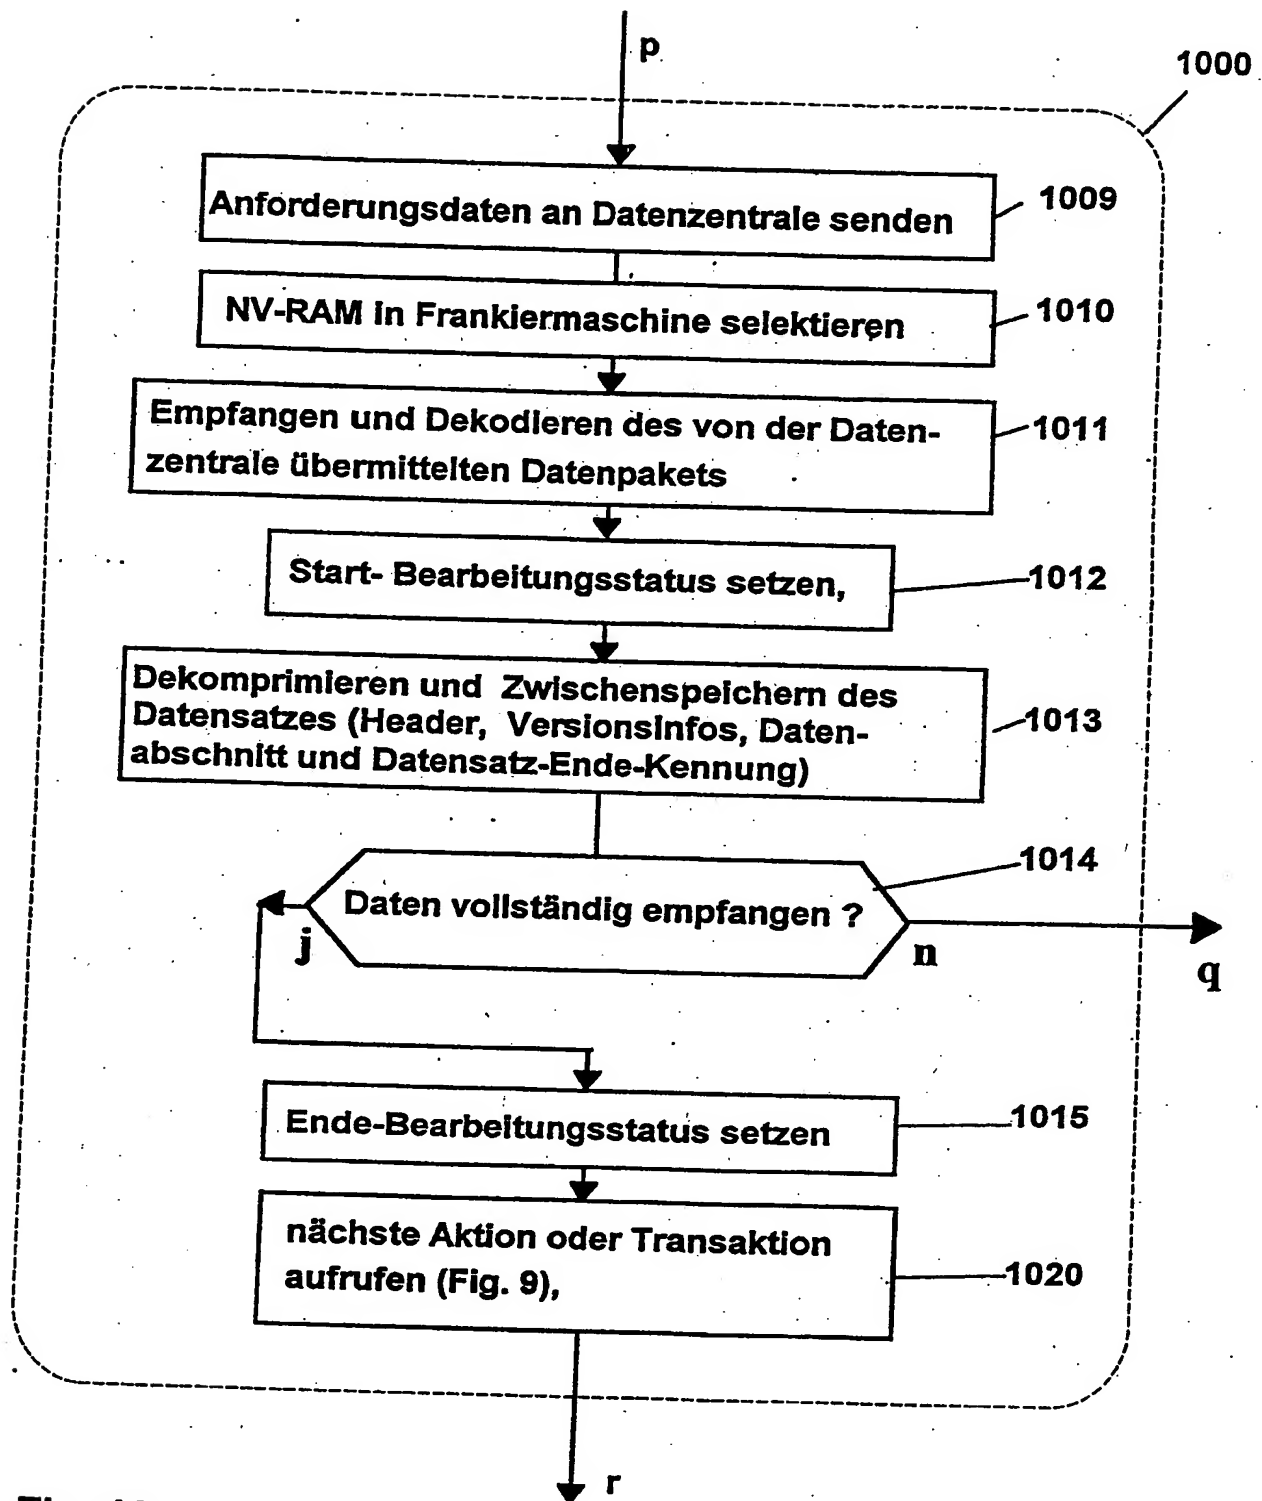 p
1000
Anforderungsdaten an Datenzentrale senden
1009
NV-RAM in Frankiermaschine selektieren
1010
Empfangen und Dekodieren des von der Daten-
zentrale übermittelten Datenpakets
1011
Start- Bearbeitungsstatus setzen,
1012
Dekomprimieren und Zwischenspeichern des
Datensatzes (Header, VersionsInfos, Daten-
abschnitt und Datensatz-Ende-Kennung)
1013
1014
Daten vollständig empfangen ?
j
n
q
Ende-Bearbeitungsstatus setzen
1015
nächste Aktion oder Transaktion
aufrufen (Fig. 9),
1020
r